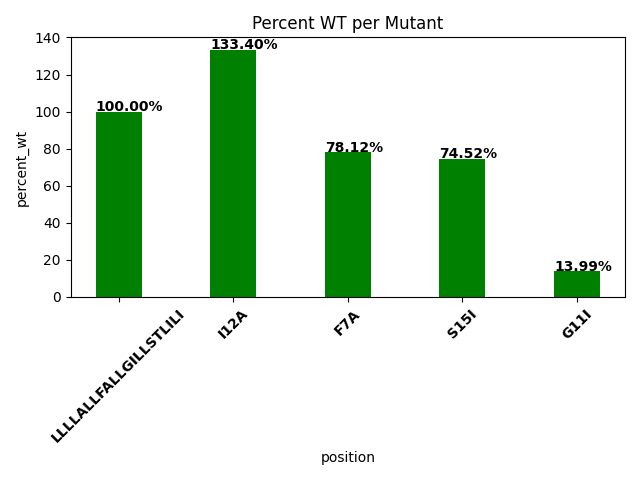 Percent WT per Mutant
percent_wt
140
120
100
80
60
40
20
0
100.00%
133.40%
78.12%
74.52%
13.99%
LLLLALLFALLGILLSTLILI
I12A
F7A
S15I
G11I
position